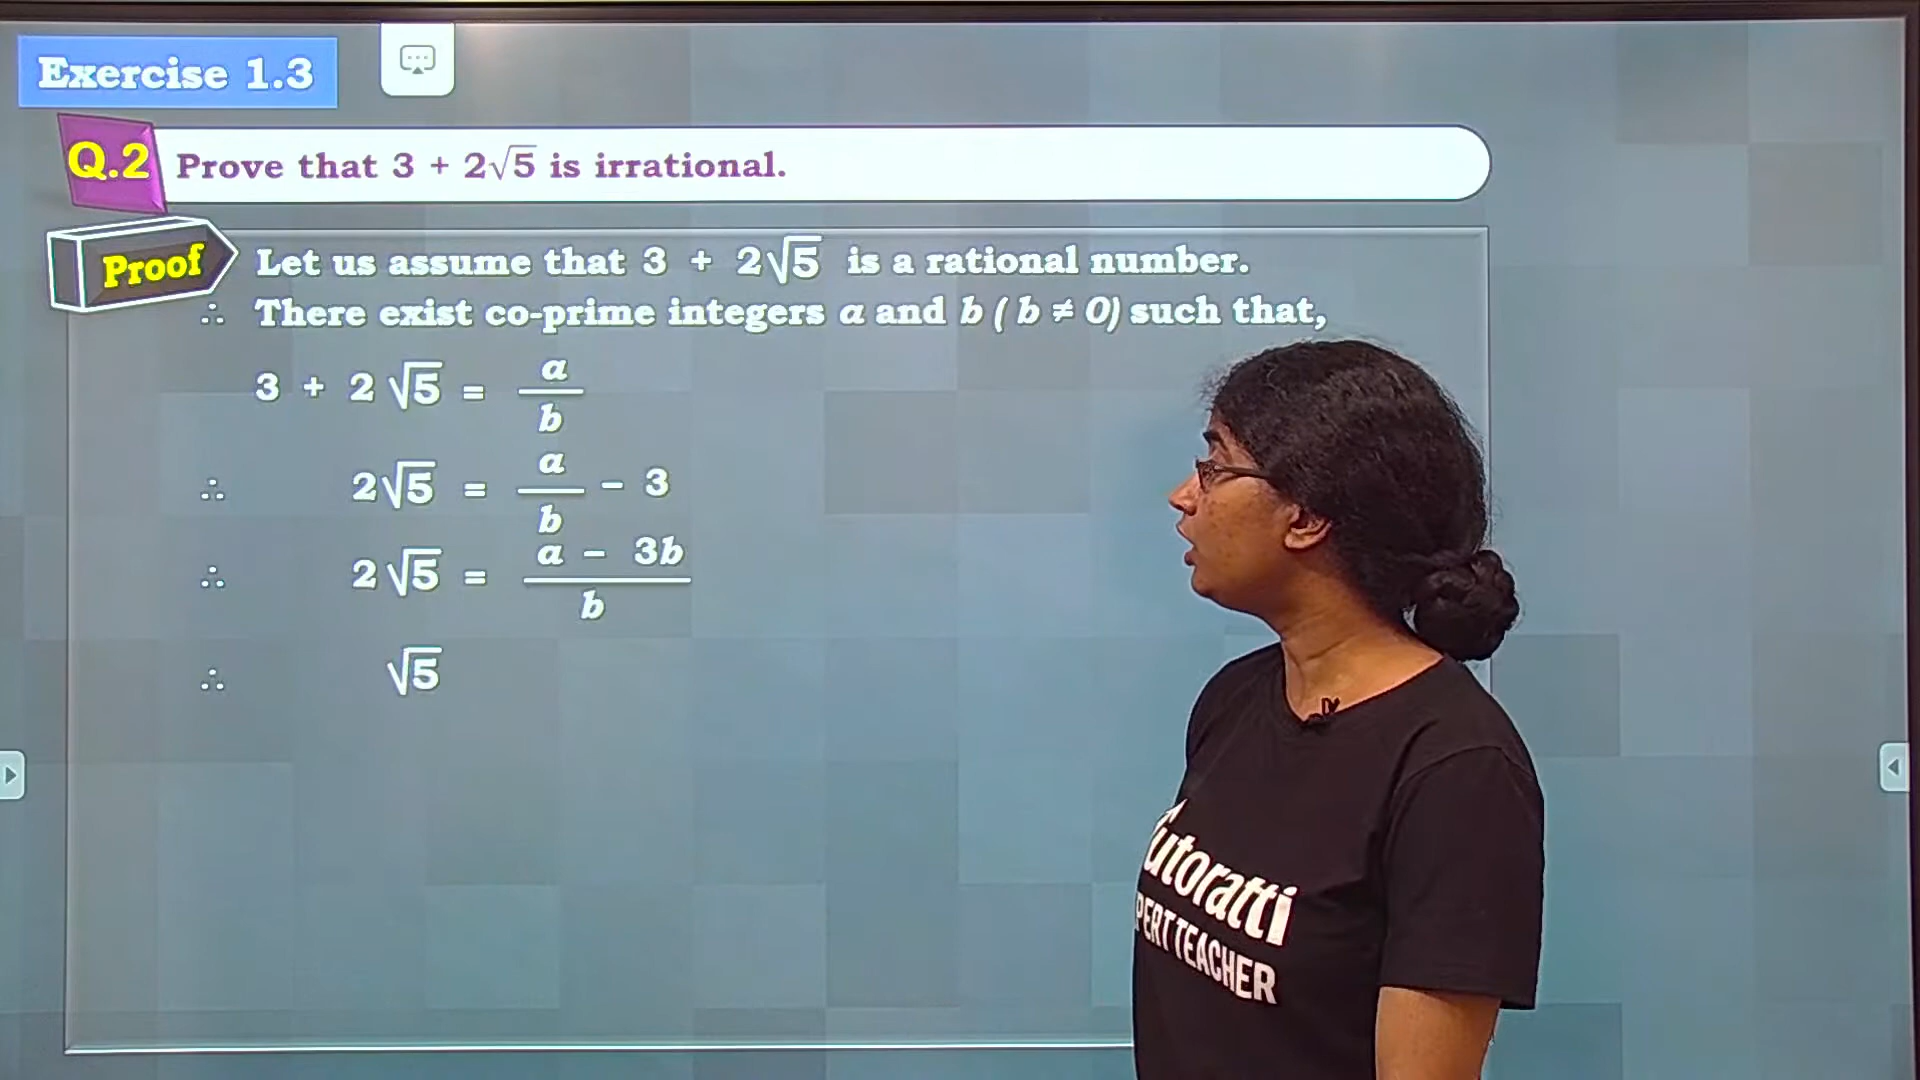 Exercise 1.3
Q.2 Prove that 3 + 2√5 is irrational.
Proof Let us assume that 3 + 2√5 is a rational number.
∴ There exist co-prime integers a and b ( b ≠ 0) such that,
3 + 2 √5 = a/b
∴ 2√5 = a/b − 3
∴ 2 √5 = (a − 3b)/b
∴ √5
utoratti
PERT TEACHER